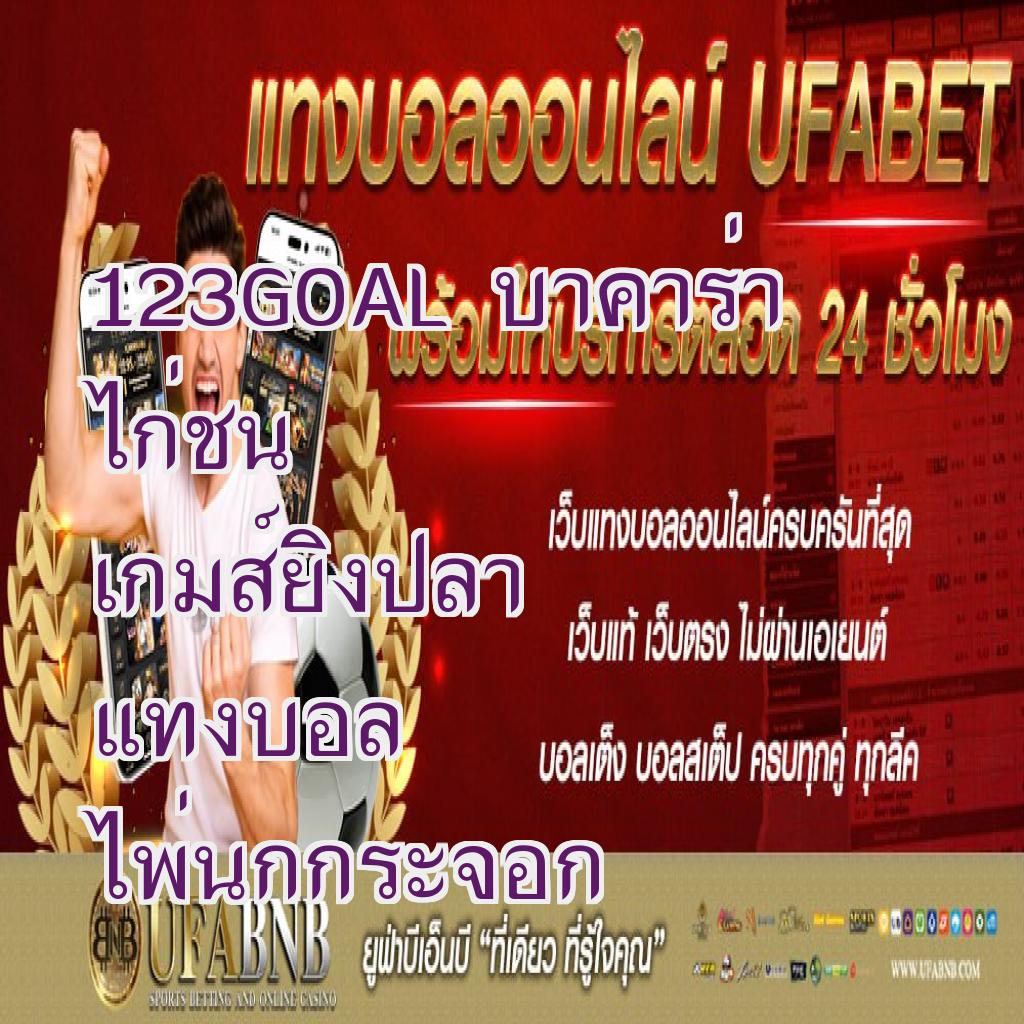 แทงบอลออนไลน์ UFABET
พร้อมให้บริการตลอด 24 ชั่วโมง
123GOAL บาคาร่า
ไก่ชน
เกมส์ยิงปลา
แทงบอล
ไพ่นกกระจอก
เว็บแทงบอลออนไลน์ครบครันที่สุด
เว็บแท้ เว็บตรง ไม่ผ่านเอเยนต์
บอลเต็ง บอลสเต็ป ครบทุกคู่ ทุกลีค
BNB UFABNB
SPORTS BETTING AND ONLINE CASINO
ยูฟ่าบีเอ็นบี “ที่เดียว ที่รู้ใจคุณ”
WWW.UFABNB.COM